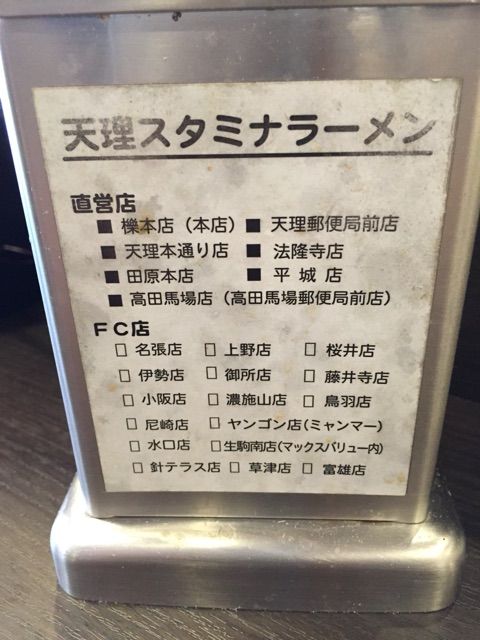 天理スタミナラーメン
直営店
■ 櫟本店（本店） ■ 天理郵便局前店
■ 天理本通り店 ■ 法隆寺店
■ 田原本店 ■ 平城店
■ 高田馬場店（高田馬場郵便局前店）
ＦＣ店
□ 名張店 □ 上野店 □ 桜井店
□ 伊勢店 □ 御所店 □ 藤井寺店
□ 小阪店 □ 濃施山店 □ 鳥羽店
□ 尼崎店 □ ヤンゴン店（ミャンマー）
□ 水口店 □ 生駒南店（マックスバリュー内）
□ 針テラス店 □ 草津店 □ 富雄店